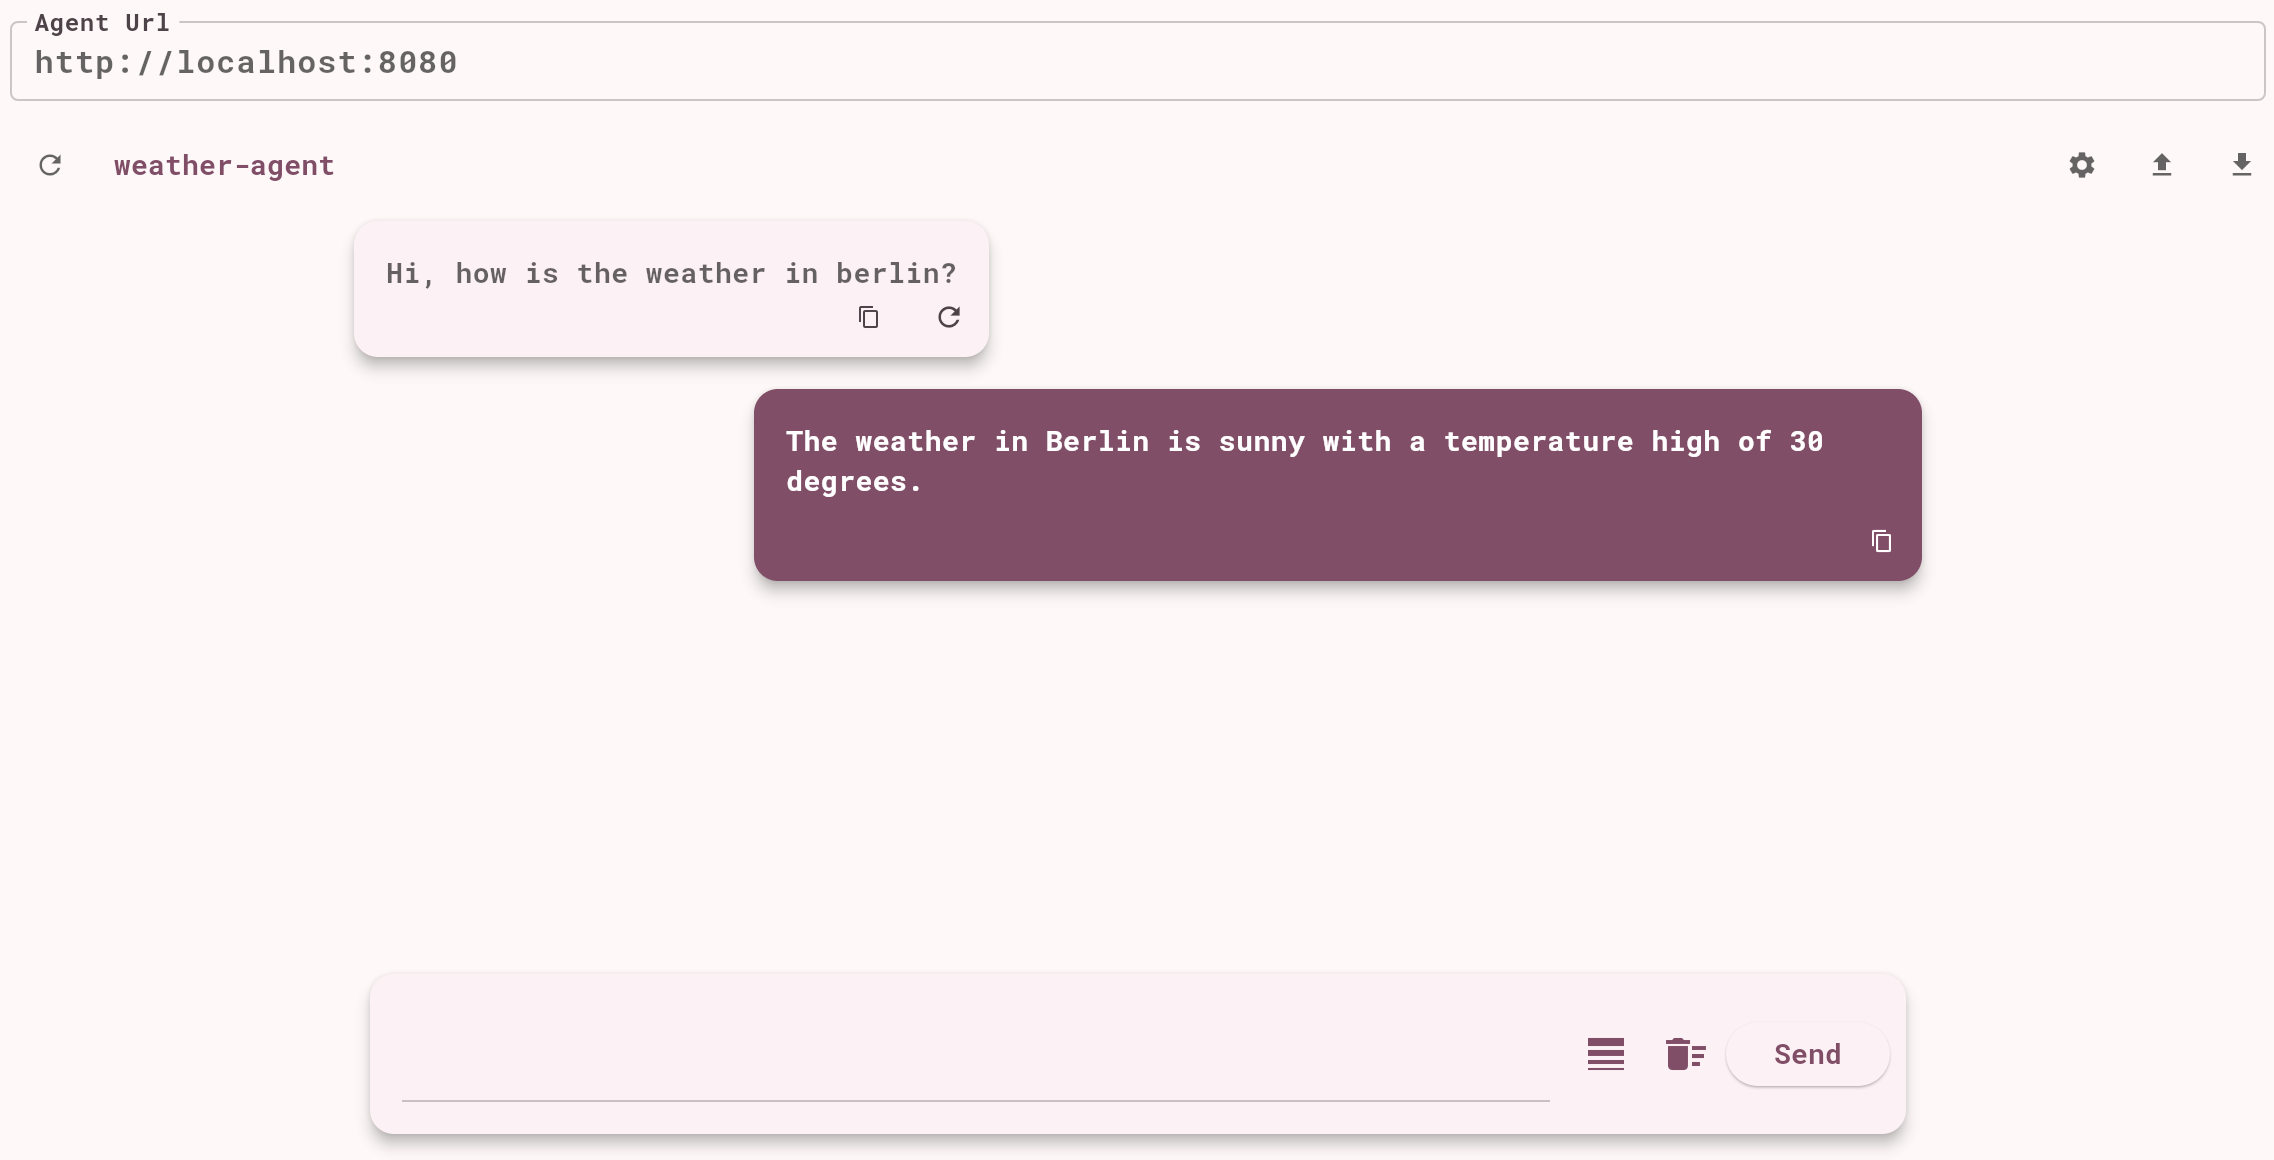 Agent Url
http://localhost:8080
weather-agent
Hi, how is the weather in berlin?
The weather in Berlin is sunny with a temperature high of 30
degrees.
Send